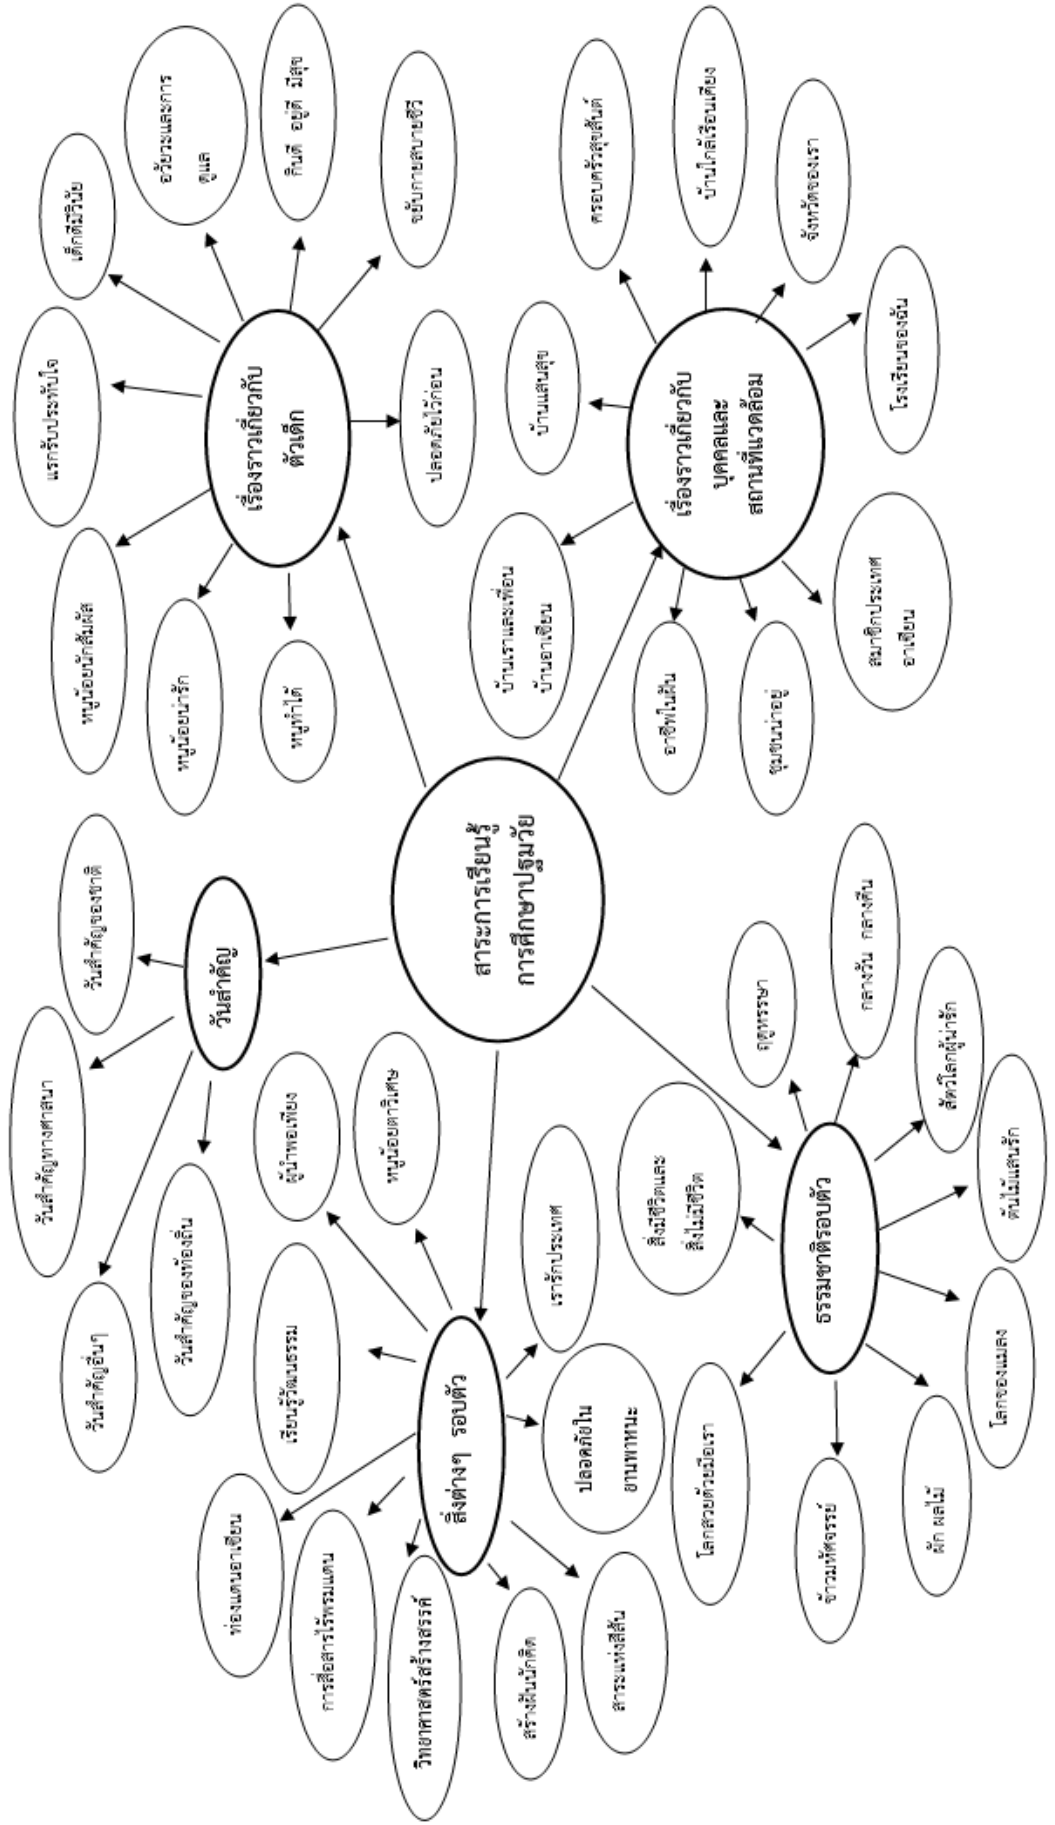 สาระการเรียนรู้
การศึกษาปฐมวัย
วันสำคัญ
วันสำคัญของชาติ
วันสำคัญทางศาสนา
วันสำคัญอื่นๆ
วันสำคัญของท้องถิ่น
เรื่องราวเกี่ยวกับ
ตัวเด็ก
หนูทำได้
หนูน้อยน่ารัก
หนูน้อยนักสัมผัส
แรกรับประทับใจ
เด็กดีมีวินัย
อวัยวะและการ
ดูแล
กินดี อยู่ดี มีสุข
ขยับกายสบายชีวี
ปลอดภัยไว้ก่อน
เรื่องราวเกี่ยวกับ
บุคคลและ
สถานที่แวดล้อม
บ้านเราและเพื่อน
บ้านอาเซียน
บ้านแสนสุข
ครอบครัวสุขสันต์
บ้านใกล้เรือนเคียง
จังหวัดของเรา
โรงเรียนของฉัน
สมาชิกประเทศ
อาเซียน
ชุมชนน่าอยู่
อาชีพในฝัน
ธรรมชาติรอบตัว
สิ่งมีชีวิตและ
สิ่งไม่มีชีวิต
ฤดูหรรษา
กลางวัน กลางคืน
สัตว์โลกผู้น่ารัก
ต้นไม้แสนรัก
โลกของแมลง
ผัก ผลไม้
ข้าวมหัศจรรย์
โลกสวยด้วยมือเรา
สิ่งต่างๆ รอบตัว
ท่องแดนอาเซียน
เรียนรู้วัฒนธรรม
ผู้นำพอเพียง
หนูน้อยตาวิเศษ
เรารักประเทศ
ปลอดภัยใน
ยานพาหนะ
สาระแห่งสีสัน
สร้างฝันนักคิด
วิทยาศาสตร์สร้างสรรค์
การสื่อสารไร้พรมแดน